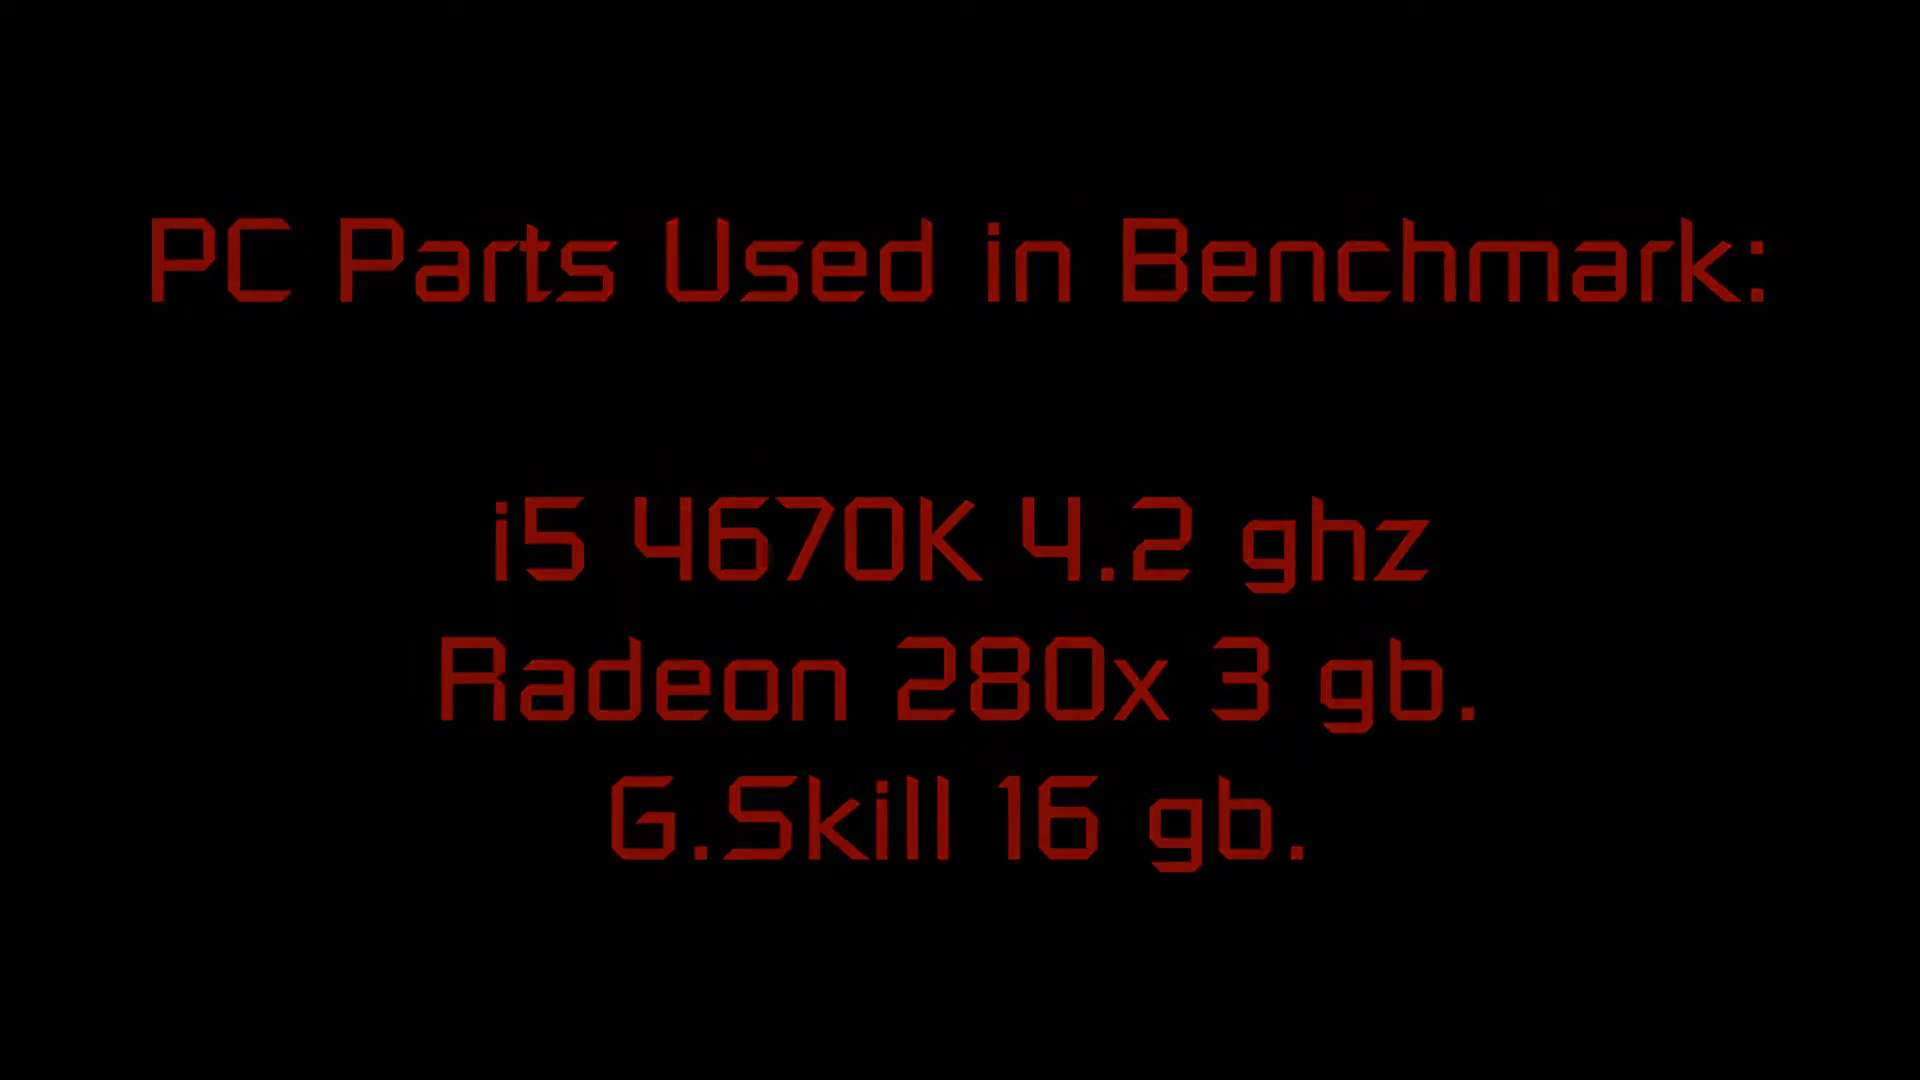 PC Parts Used in Benchmark:
i5 4670K 4.2 ghz
Radeon 280x 3 gb.
G.Skill 16 gb.